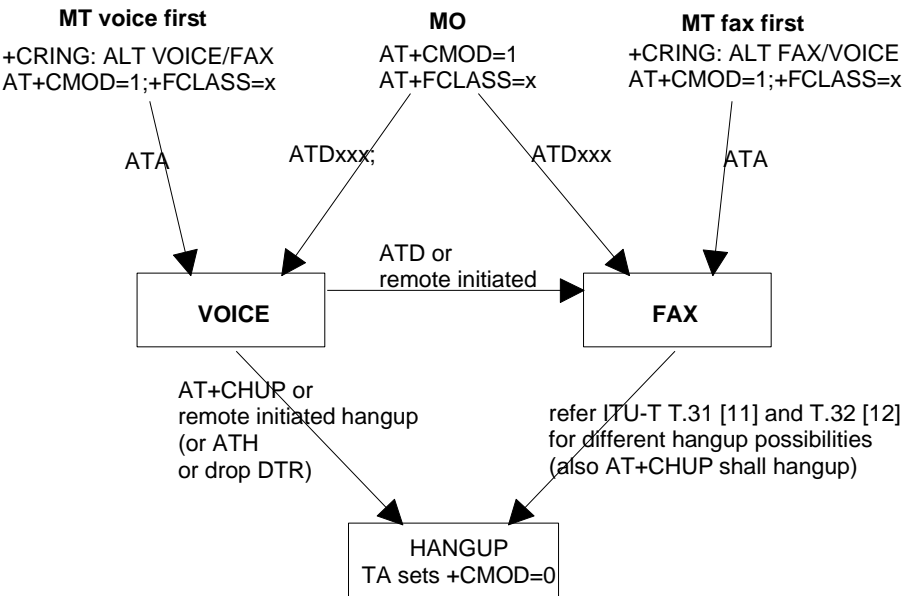 MT voice first
+CRING: ALT VOICE/FAX
AT+CMOD=1;+FCLASS=x
MO
AT+CMOD=1
AT+FCLASS=x
MT fax first
+CRING: ALT FAX/VOICE
AT+CMOD=1;+FCLASS=x
ATA
ATDxxx;
ATDxxx
ATA
ATD or
remote initiated
VOICE
FAX
AT+CHUP or
remote initiated hangup
(or ATH
or drop DTR)
refer ITU-T T.31 [11] and T.32 [12]
for different hangup possibilities
(also AT+CHUP shall hangup)
HANGUP
TA sets +CMOD=0